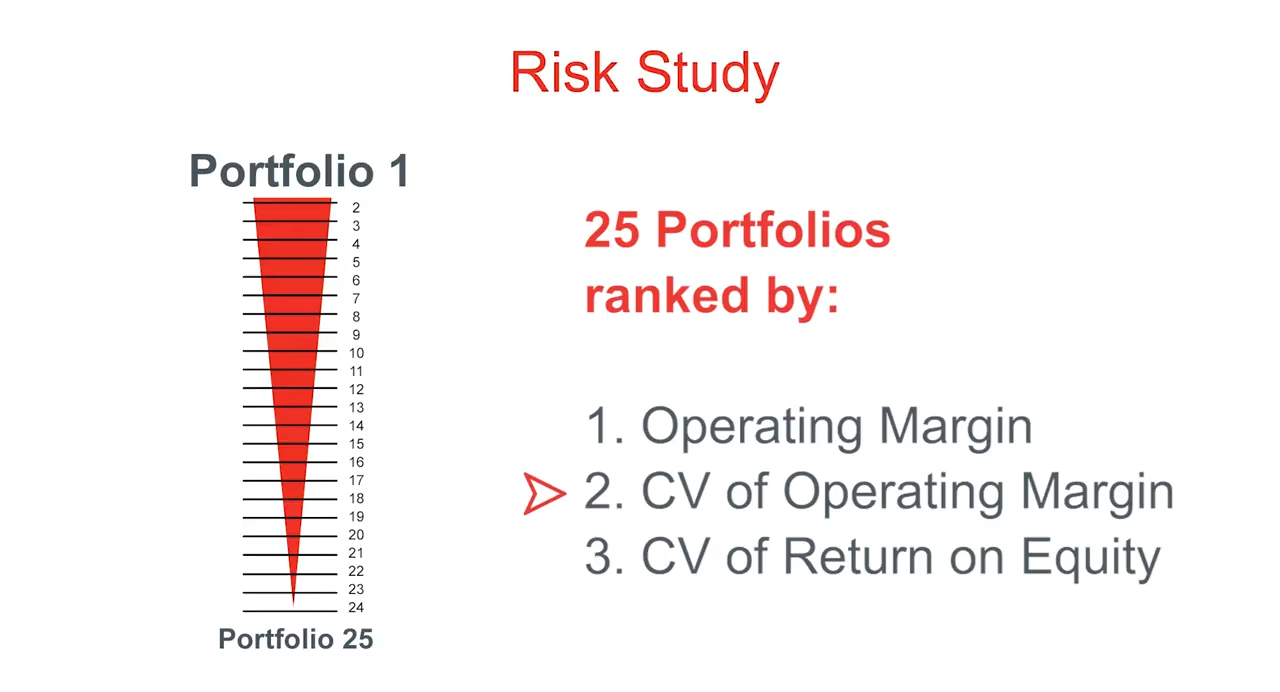 Risk Study
Portfolio 1
2
3
4
5
6
7
8
9
10
11
12
13
14
15
16
17
18
19
20
21
22
23
24
Portfolio 25
25 Portfolios
ranked by:
1. Operating Margin
2. CV of Operating Margin
3. CV of Return on Equity